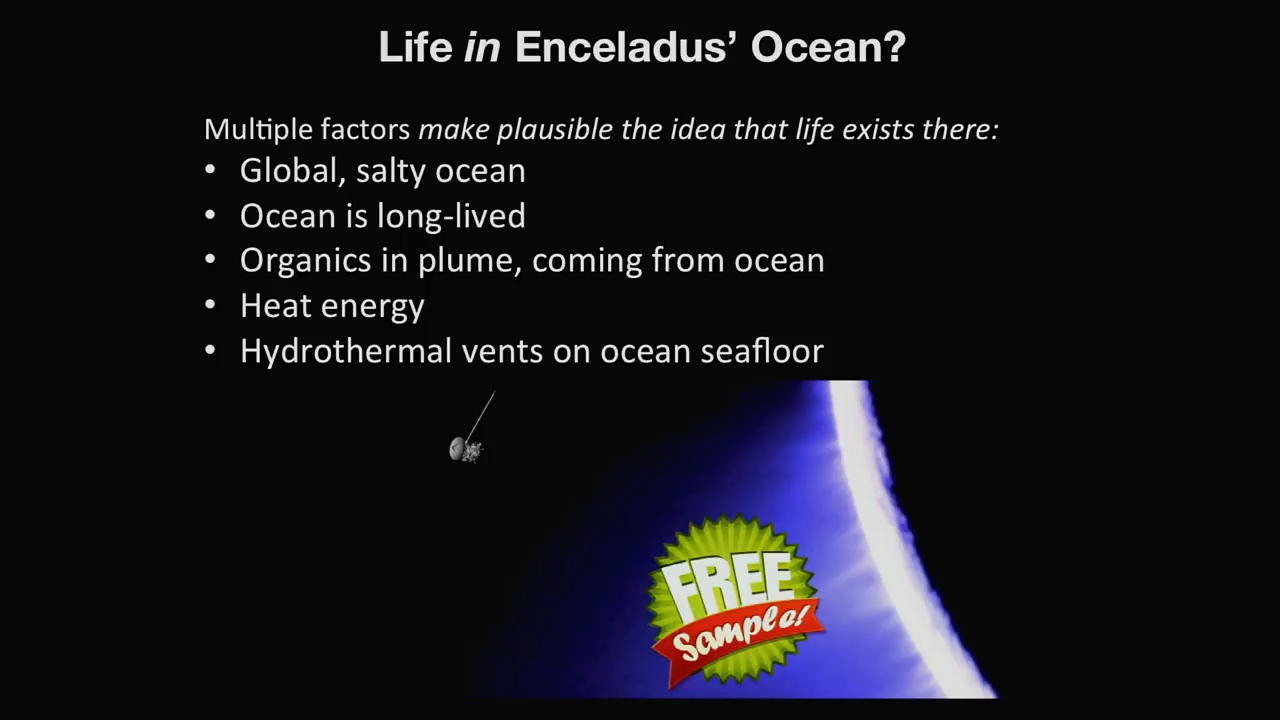 Life in Enceladus’ Ocean?
Multiple factors make plausible the idea that life exists there:
• Global, salty ocean
• Ocean is long-lived
• Organics in plume, coming from ocean
• Heat energy
• Hydrothermal vents on ocean seafloor
FREE
Sample!